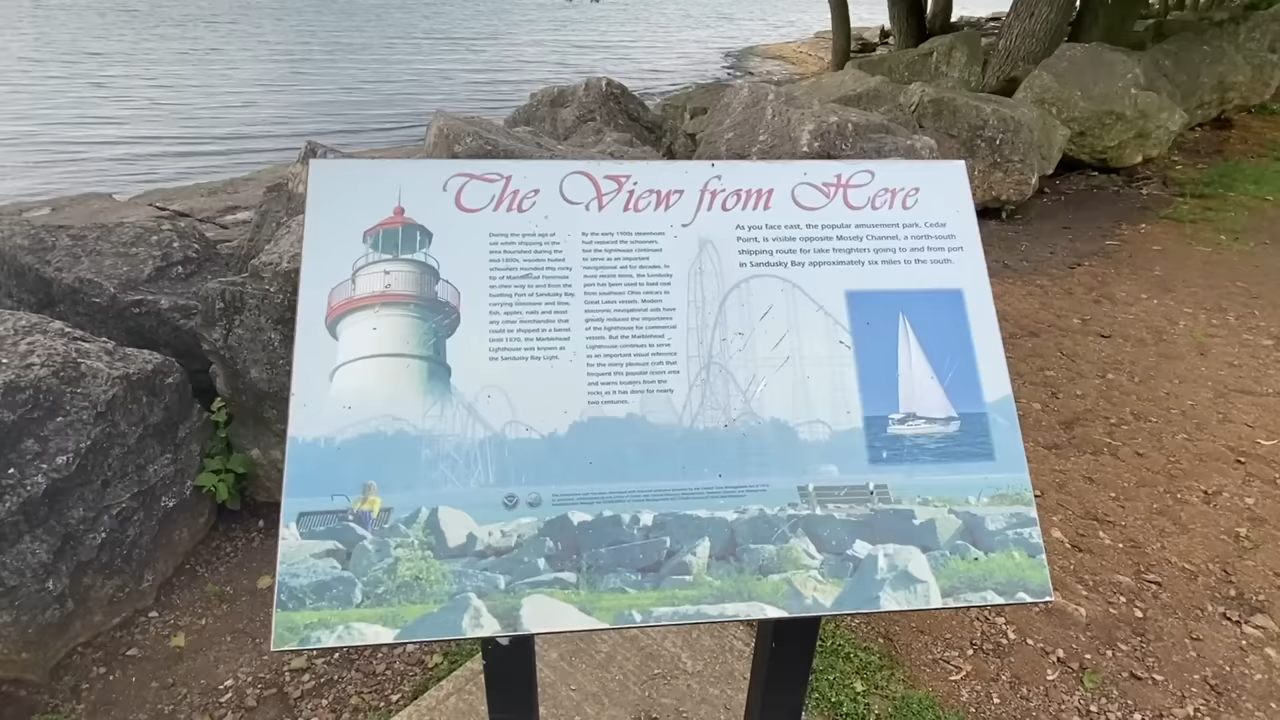 The View from Here
During the great age of
sail when shipping in the
area flourished during the
mid-1800s, wooden hulled
schooners rounded this rocky
tip of Marblehead Peninsula
on their way to and from the
bustling Port of Sandusky Bay,
carrying limestone and lime,
fish, apples, nails and most
any other merchandise that
could be shipped in a barrel.
Until 1870, the Marblehead
Lighthouse was known as
the Sandusky Bay Light.
By the early 1900s steamboats
had replaced the schooners,
but the lighthouse continued
to serve as an important
navigational aid for decades. In
more recent times, the Sandusky
port has been used to load coal
from southeast Ohio railcars to
Great Lakes vessels. Modern
electronic navigational aids have
greatly reduced the importance
of the lighthouse for commercial
vessels. But the Marblehead
Lighthouse continues to serve
as an important visual reference
for the many pleasure craft that
frequent this popular resort area
and warns boaters from the
rocks as it has done for nearly
two centuries.
As you face east, the popular amusement park, Cedar
Point, is visible opposite Mosely Channel, a north-south
shipping route for lake freighters going to and from port
in Sandusky Bay approximately six miles to the south.